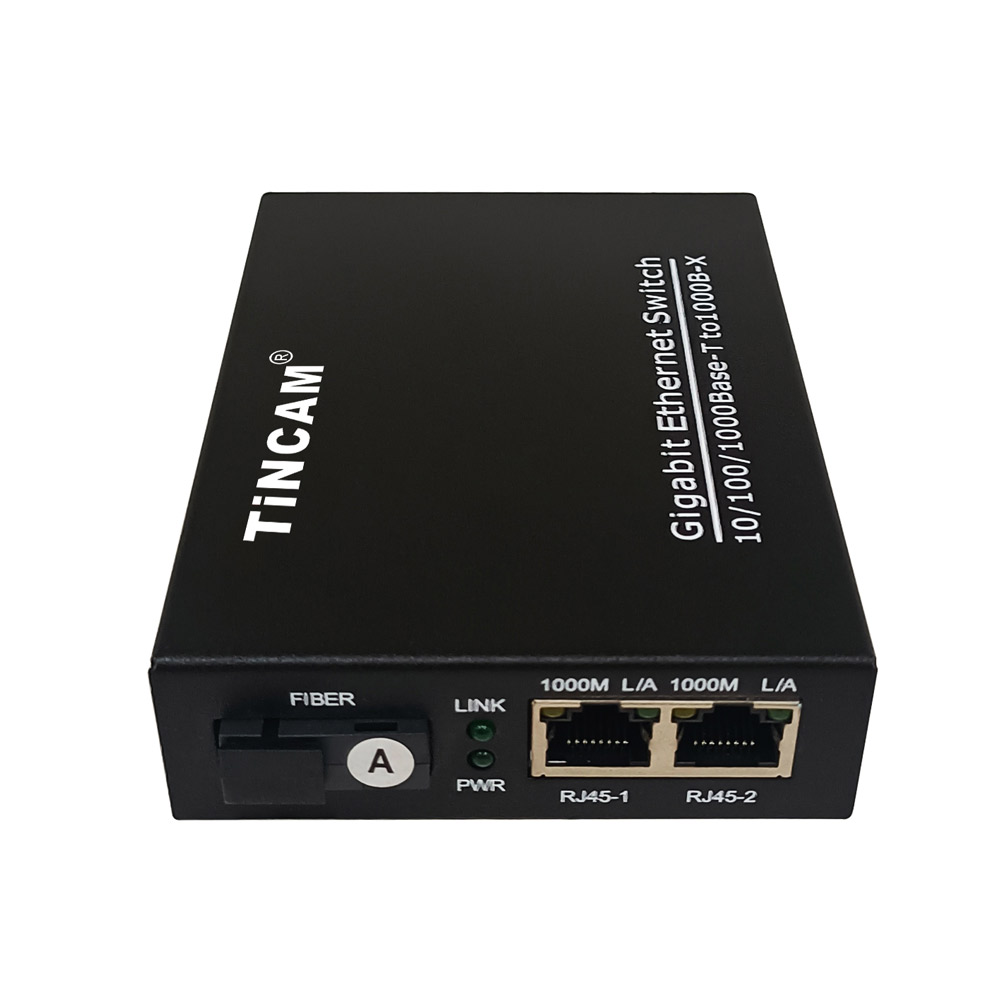 TiNCAM®
Gigabit Ethernet Switch
10/100/1000Base-T to1000B-X
FIBER
A
LINK
PWR
1000M L/A 1000M L/A
RJ45-1 RJ45-2